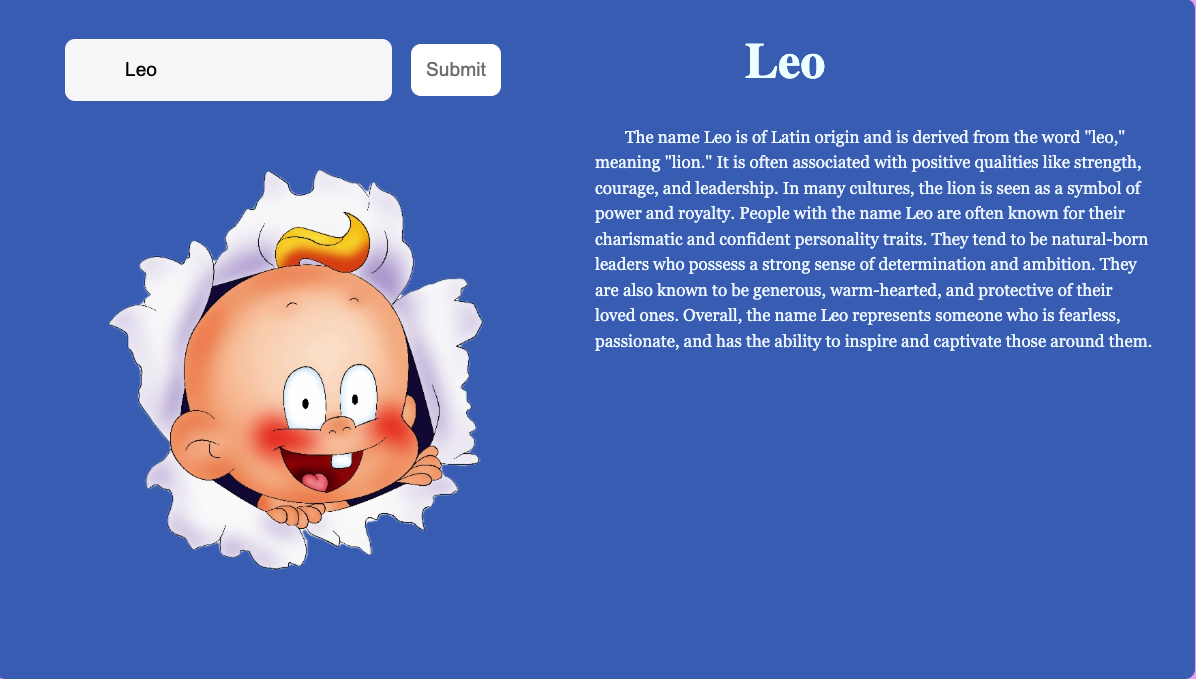 Leo
Submit
Leo
The name Leo is of Latin origin and is derived from the word "leo,"
meaning "lion." It is often associated with positive qualities like strength,
courage, and leadership. In many cultures, the lion is seen as a symbol of
power and royalty. People with the name Leo are often known for their
charismatic and confident personality traits. They tend to be natural-born
leaders who possess a strong sense of determination and ambition. They
are also known to be generous, warm-hearted, and protective of their
loved ones. Overall, the name Leo represents someone who is fearless,
passionate, and has the ability to inspire and captivate those around them.